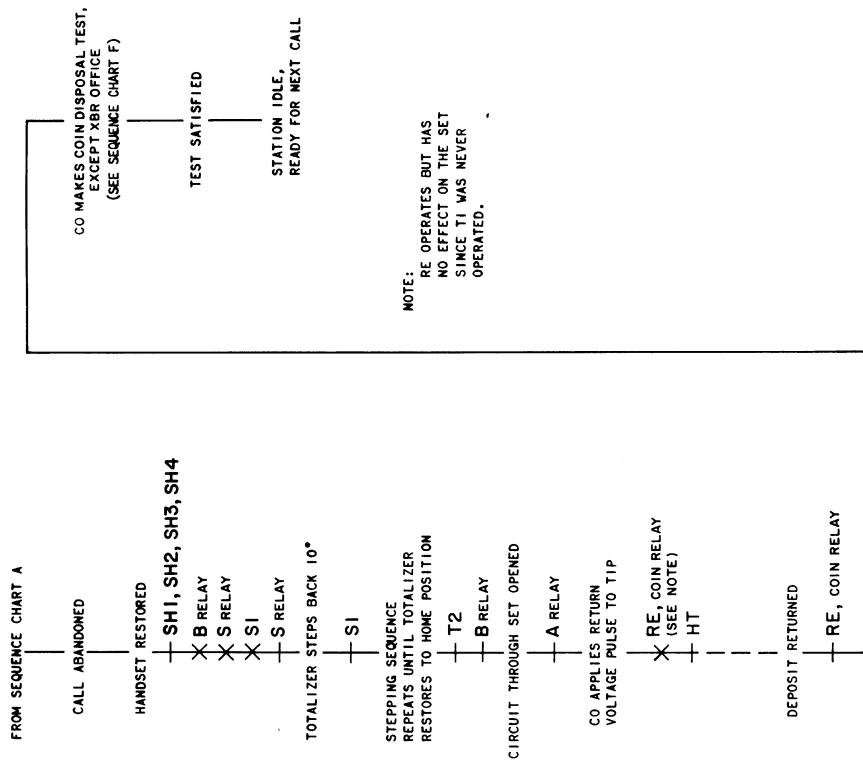 FROM SEQUENCE CHART A
CALL ABANDONED
HANDSET RESTORED
SH1, SH2, SH3, SH4
B RELAY
S RELAY
S1
S RELAY
TOTALIZER STEPS BACK 10°
S1
STEPPING SEQUENCE
REPEATS UNTIL TOTALIZER
RESTORES TO HOME POSITION
T2
B RELAY
CIRCUIT THROUGH SET OPENED
A RELAY
CO APPLIES RETURN
VOLTAGE PULSE TO TIP
RE, COIN RELAY
(SEE NOTE)
HT
DEPOSIT RETURNED
RE, COIN RELAY
CO MAKES COIN DISPOSAL TEST,
EXCEPT XBR OFFICE
(SEE SEQUENCE CHART F)
TEST SATISFIED
STATION IDLE,
READY FOR NEXT CALL
NOTE:
RE OPERATES BUT HAS
NO EFFECT ON THE SET
SINCE T1 WAS NEVER
OPERATED.